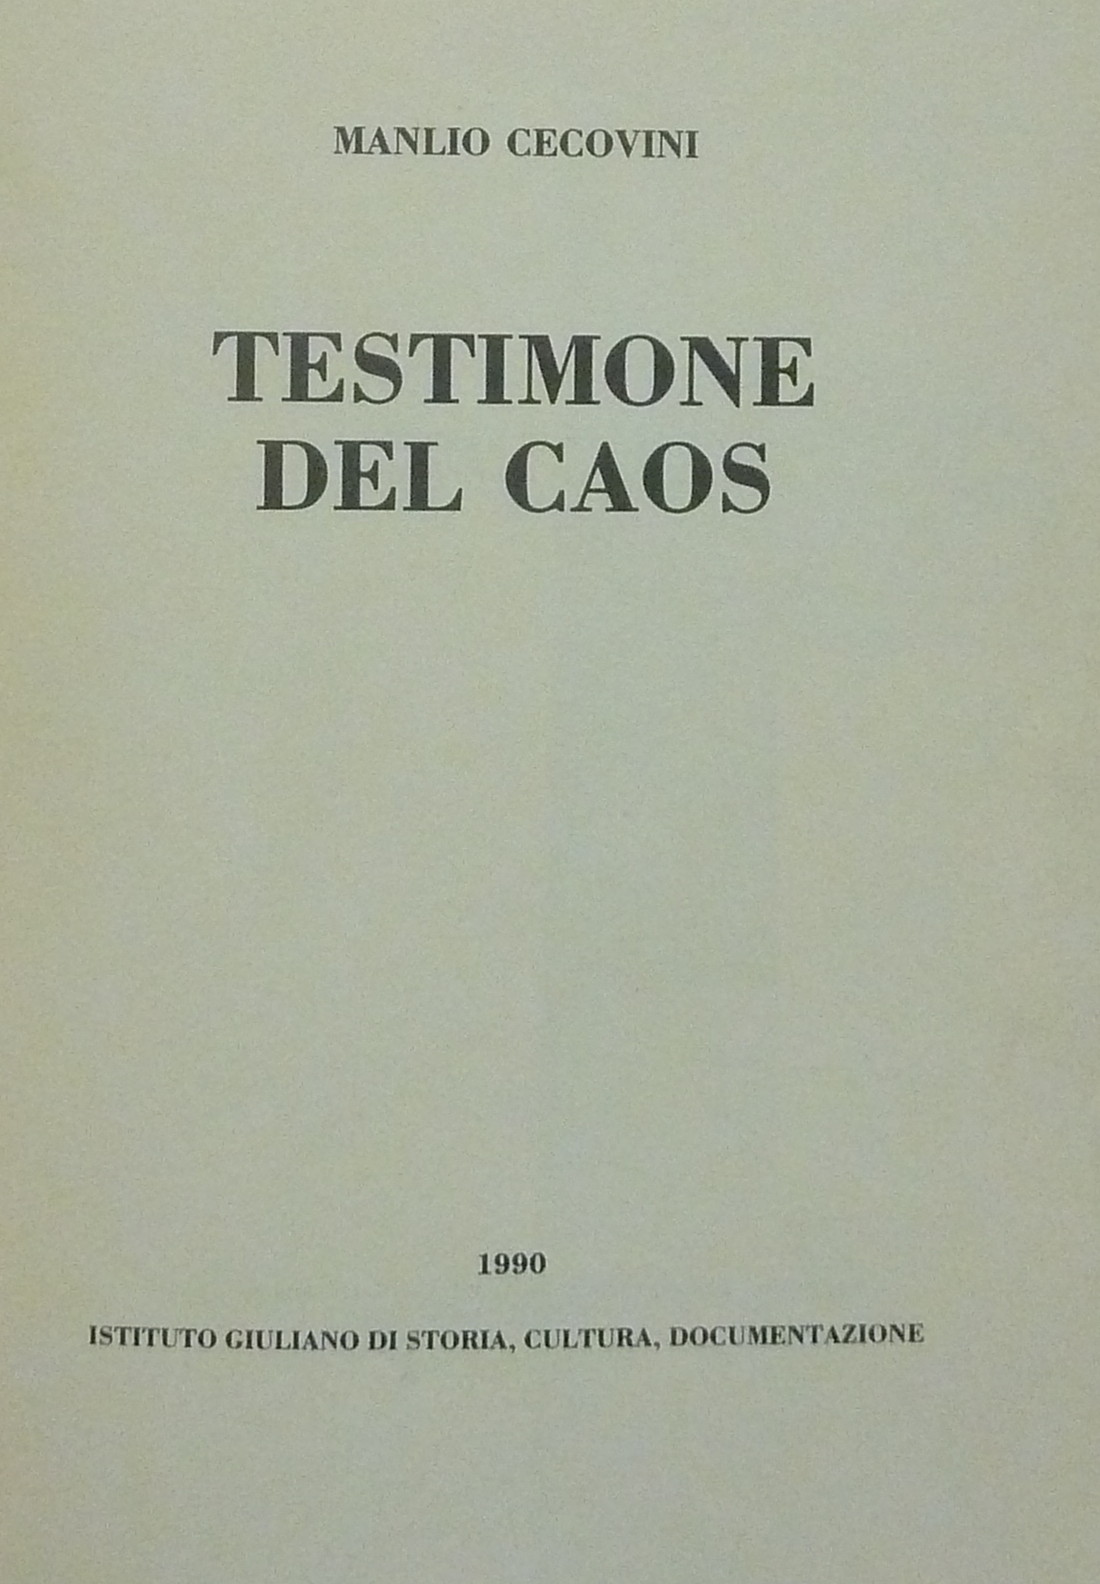 MANLIO CECOVINI
TESTIMONE
DEL CAOS
1990
ISTITUTO GIULIANO DI STORIA, CULTURA, DOCUMENTAZIONE